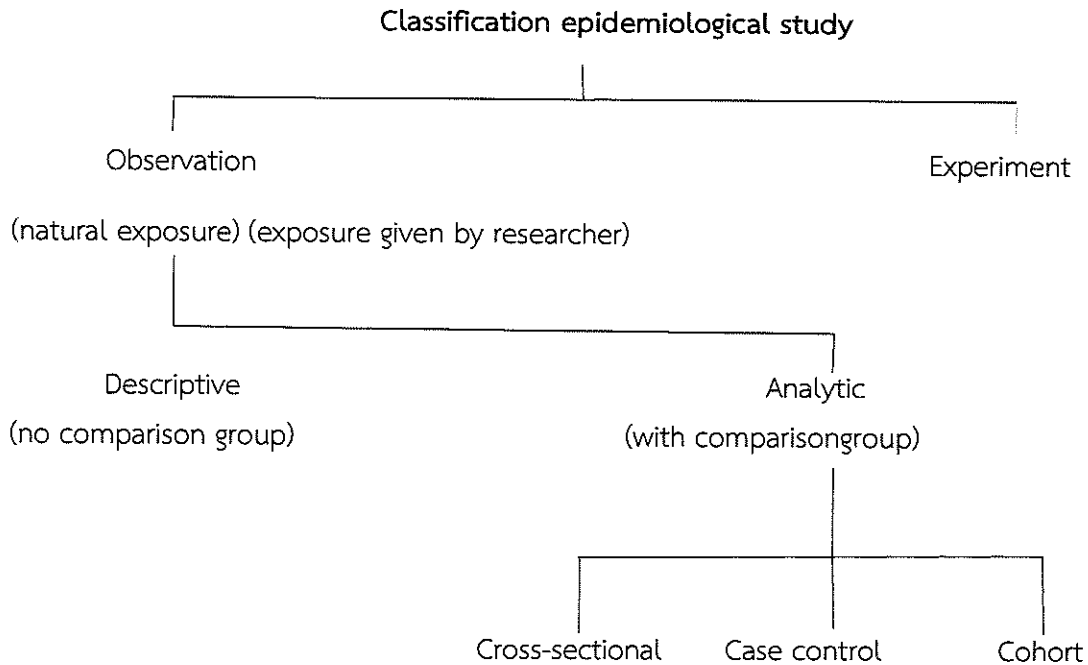 Classification epidemiological study
Observation
Experiment
(natural exposure) (exposure given by researcher)
Descriptive
Analytic
(no comparison group)
(with comparisongroup)
Cross-sectional
Case control
Cohort